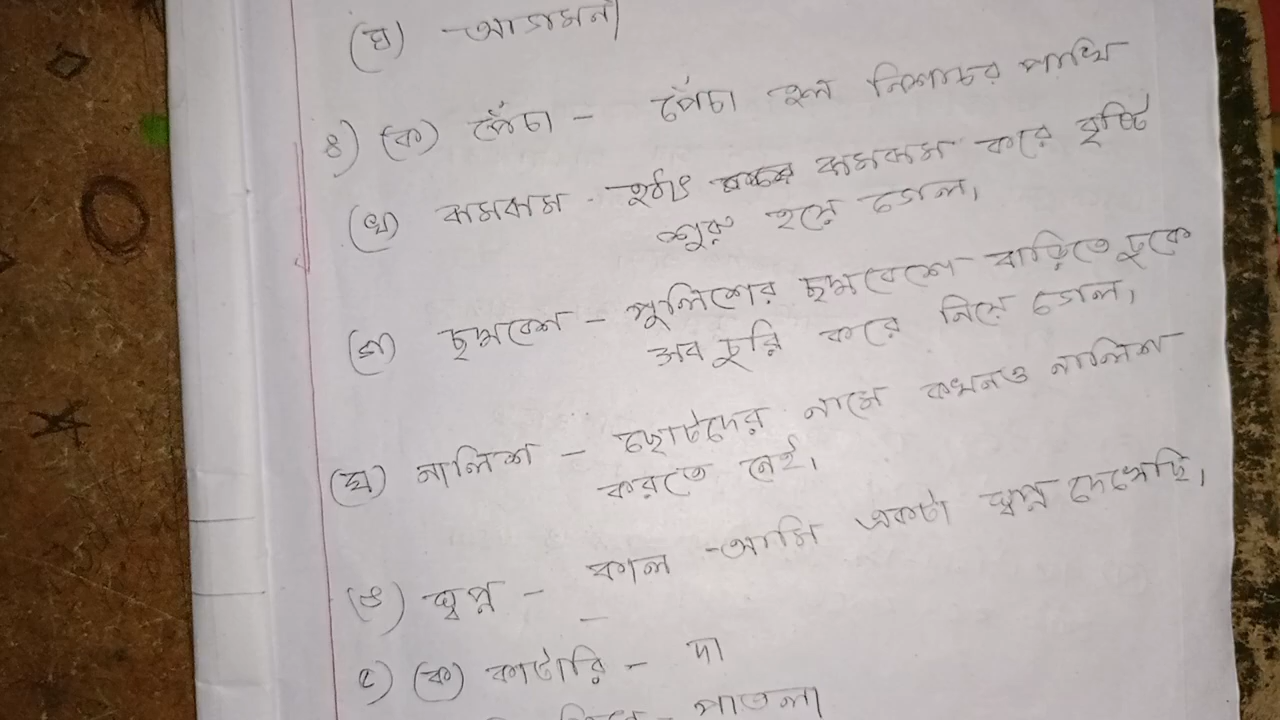 (ঘ) আগমন।
৪) (ক) পেঁচা - পেঁচা হল নিশাচর পাখি
(খ) ঝমঝম - হঠাৎ ঝমঝম করে বৃষ্টি
শুরু হয়ে গেল।
(গ) ছদ্মবেশ - পুলিশের ছদ্মবেশে বাড়িতে ঢুকে
সব চুরি করে নিয়ে গেল।
(ঘ) নালিশ - ছোটদের নামে কখনও নালিশ
করতে নেই।
(ঙ) স্বপ্ন - কাল আমি একটা স্বপ্ন দেখেছি।
৫) (ক) কাটারি - দা
পাতলা